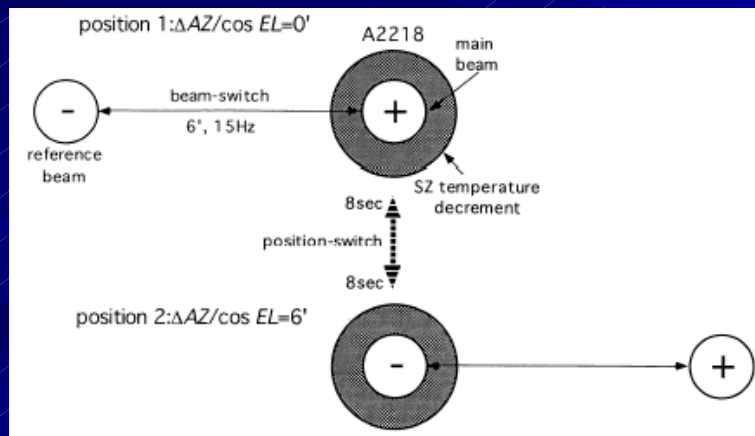 position 1:ΔAZ/cos EL=0'
A2218
main
beam
-
beam-switch
+
6', 15Hz
reference
beam
SZ temperature
decrement
8sec
position-switch
8sec
position 2:ΔAZ/cos EL=6'
-
+